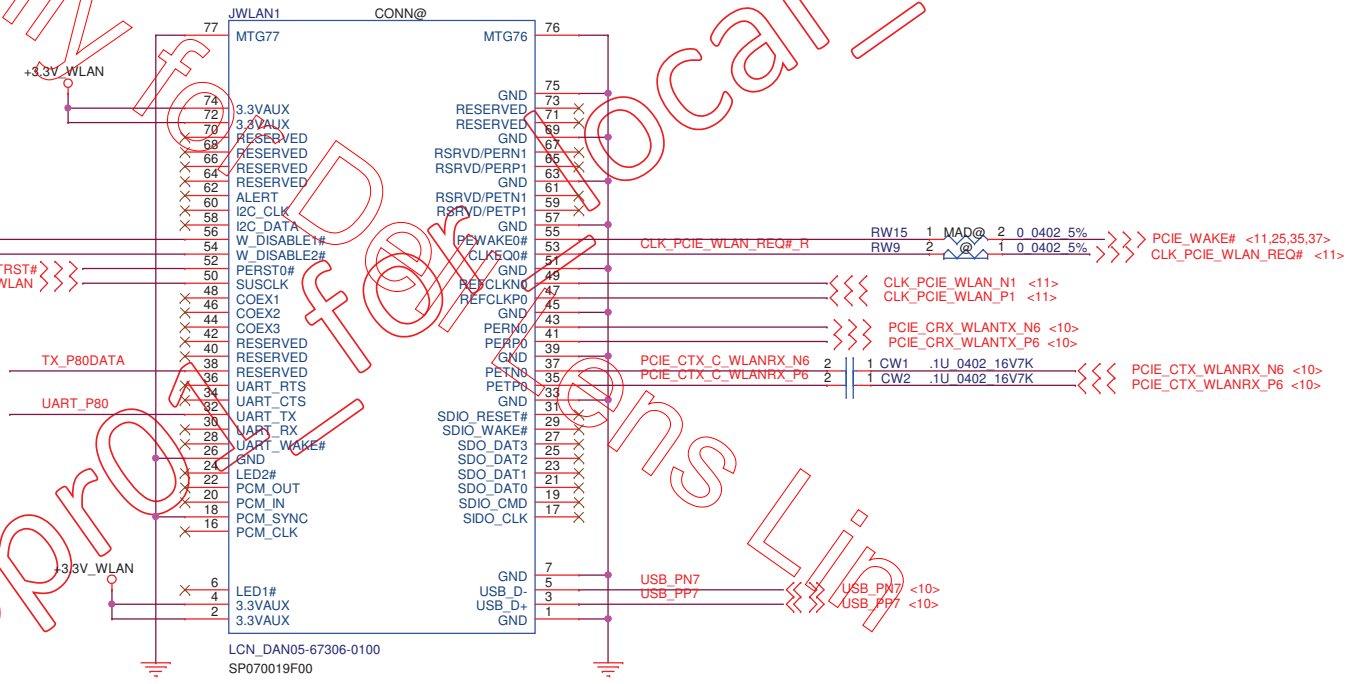 JWLAN1 CONN@
77 MTG77 MTG76 76
+3.3V_WLAN
GND 75
74 3.3VAUX RESERVED 73
72 3.3VAUX RESERVED 71
70 RESERVED GND 69
68 RESERVED RSRVD/PERN1 67
66 RESERVED RSRVD/PERP1 65
64 RESERVED GND 63
62 ALERT RSRVD/PETN1 61
60 I2C_CLK RSRVD/PETP1 59
58 I2C_DATA GND 57
56 W_DISABLE1# PEWAKE0# 55 RW15 1 MAD@ 2 0_0402_5% PCIE_WAKE# <11,25,35,37>
54 W_DISABLE2# CLKEQ0# 53 CLK_PCIE_WLAN_REQ#_R RW9 2 @ 1 0_0402_5% CLK_PCIE_WLAN_REQ# <11>
TRST# 52 PERST0# GND 51
WLAN 50 SUSCLK REFCLKN0 49 CLK_PCIE_WLAN_N1 <11>
48 COEX1 REFCLKP0 47 CLK_PCIE_WLAN_P1 <11>
46 COEX2 GND 45
44 COEX3 PERN0 43 PCIE_CRX_WLANTX_N6 <10>
42 RESERVED PERP0 41 PCIE_CRX_WLANTX_P6 <10>
40 RESERVED GND 39
TX_P80DATA 38 RESERVED PETN0 37 PCIE_CTX_C_WLANRX_N6 2 1 CW1 .1U_0402_16V7K PCIE_CTX_WLANRX_N6 <10>
36 UART_RTS PETP0 35 PCIE_CTX_C_WLANRX_P6 2 1 CW2 .1U_0402_16V7K PCIE_CTX_WLANRX_P6 <10>
34 UART_CTS GND 33
UART_P80 32 UART_TX SDIO_RESET# 31
30 UART_RX SDIO_WAKE# 29
28 UART_WAKE# SDO_DAT3 27
26 GND SDO_DAT2 25
24 LED2# SDO_DAT1 23
22 PCM_OUT SDO_DAT0 21
20 PCM_IN SDIO_CMD 19
18 PCM_SYNC SIDO_CLK 17
16 PCM_CLK
+3.3V_WLAN
GND 7
6 LED1# USB_D- 5 USB_PN7 USB_PN7 <10>
4 3.3VAUX USB_D+ 3 USB_PP7 USB_PP7 <10>
2 3.3VAUX GND 1
LCN_DAN05-67306-0100
SP070019F00